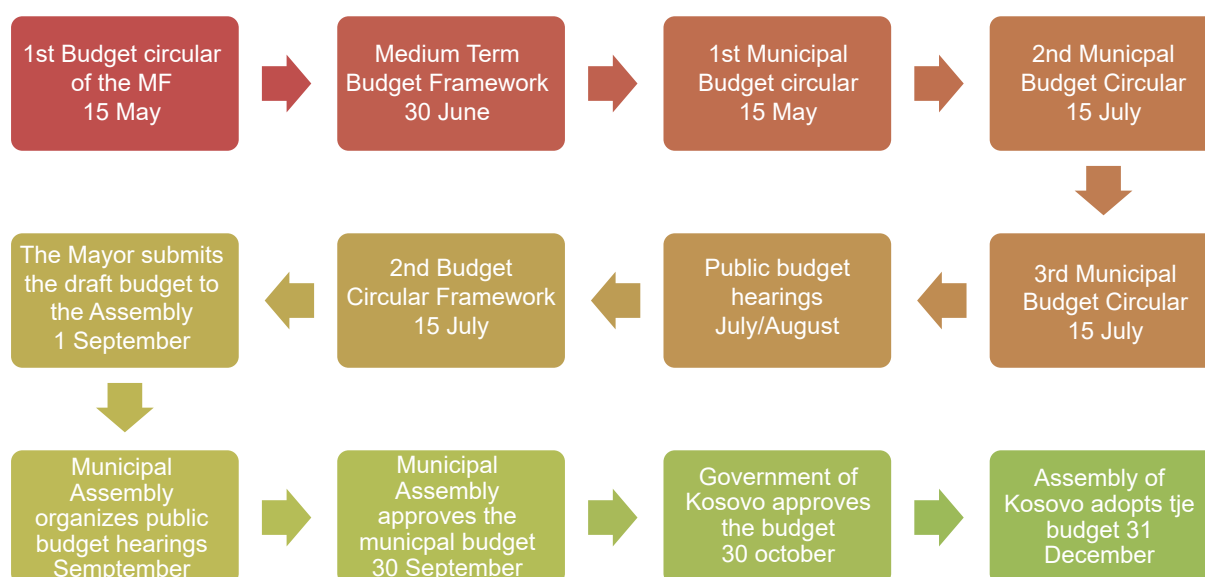 1st Budget circular
of the MF
15 May
Medium Term
Budget Framework
30 June
1st Municipal
Budget circular
15 May
2nd Municpal
Budget Circular
15 July
3rd Municipal
Budget Circular
15 July
Public budget
hearings
July/August
2nd Budget
Circular Framework
15 July
The Mayor submits
the draft budget to
the Assembly
1 September
Municipal
Assembly
organizes public
budget hearings
Semptember
Municipal
Assembly
approves the
municpal budget
30 September
Government of
Kosovo approves
the budget
30 october
Assembly of
Kosovo adopts tje
budget 31
December